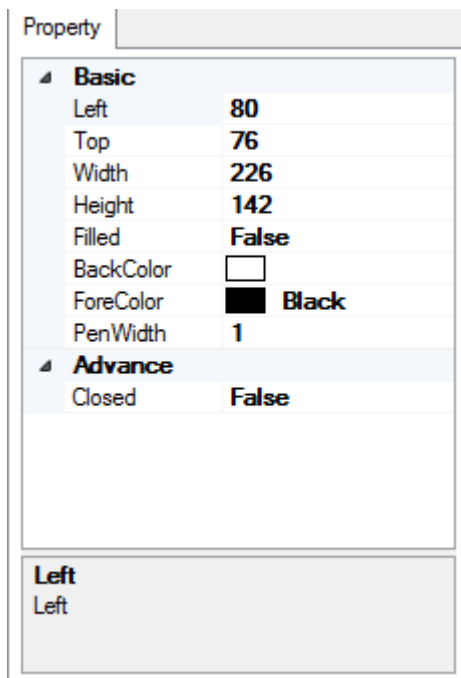 Property
Basic
Left 80
Top 76
Width 226
Height 142
Filled False
BackColor
ForeColor Black
PenWidth 1
Advance
Closed False
Left
Left